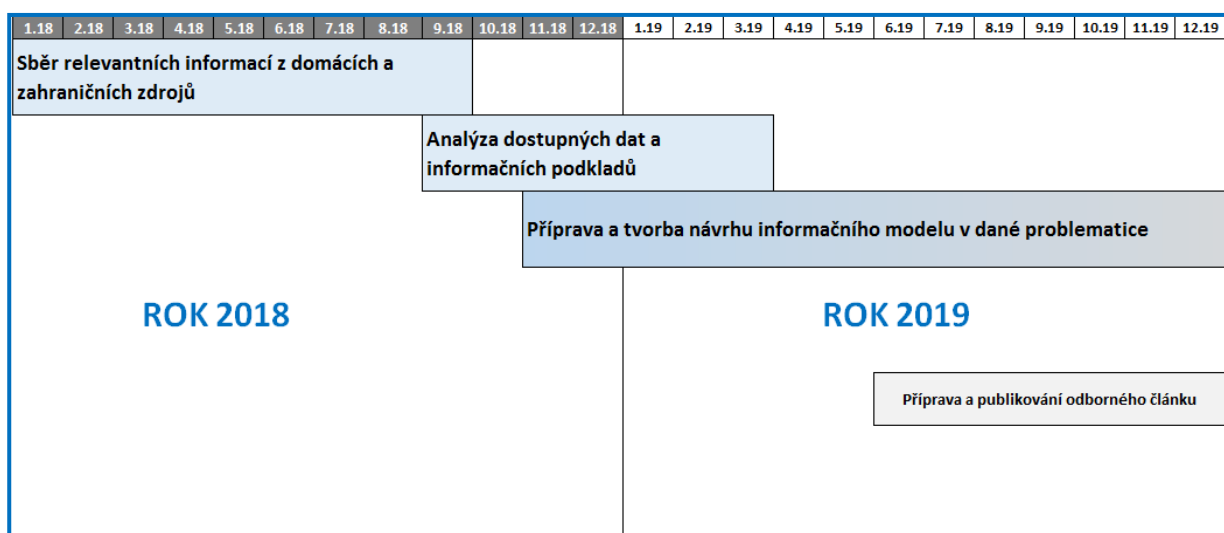 1.18 2.18 3.18 4.18 5.18 6.18 7.18 8.18 9.18 10.18 11.18 12.18 1.19 2.19 3.19 4.19 5.19 6.19 7.19 8.19 9.19 10.19 11.19 12.19
Sběr relevantních informací z domácích a
zahraničních zdrojů
Analýza dostupných dat a
informačních podkladů
Příprava a tvorba návrhu informačního modelu v dané problematice
ROK 2018
ROK 2019
Příprava a publikování odborného článku